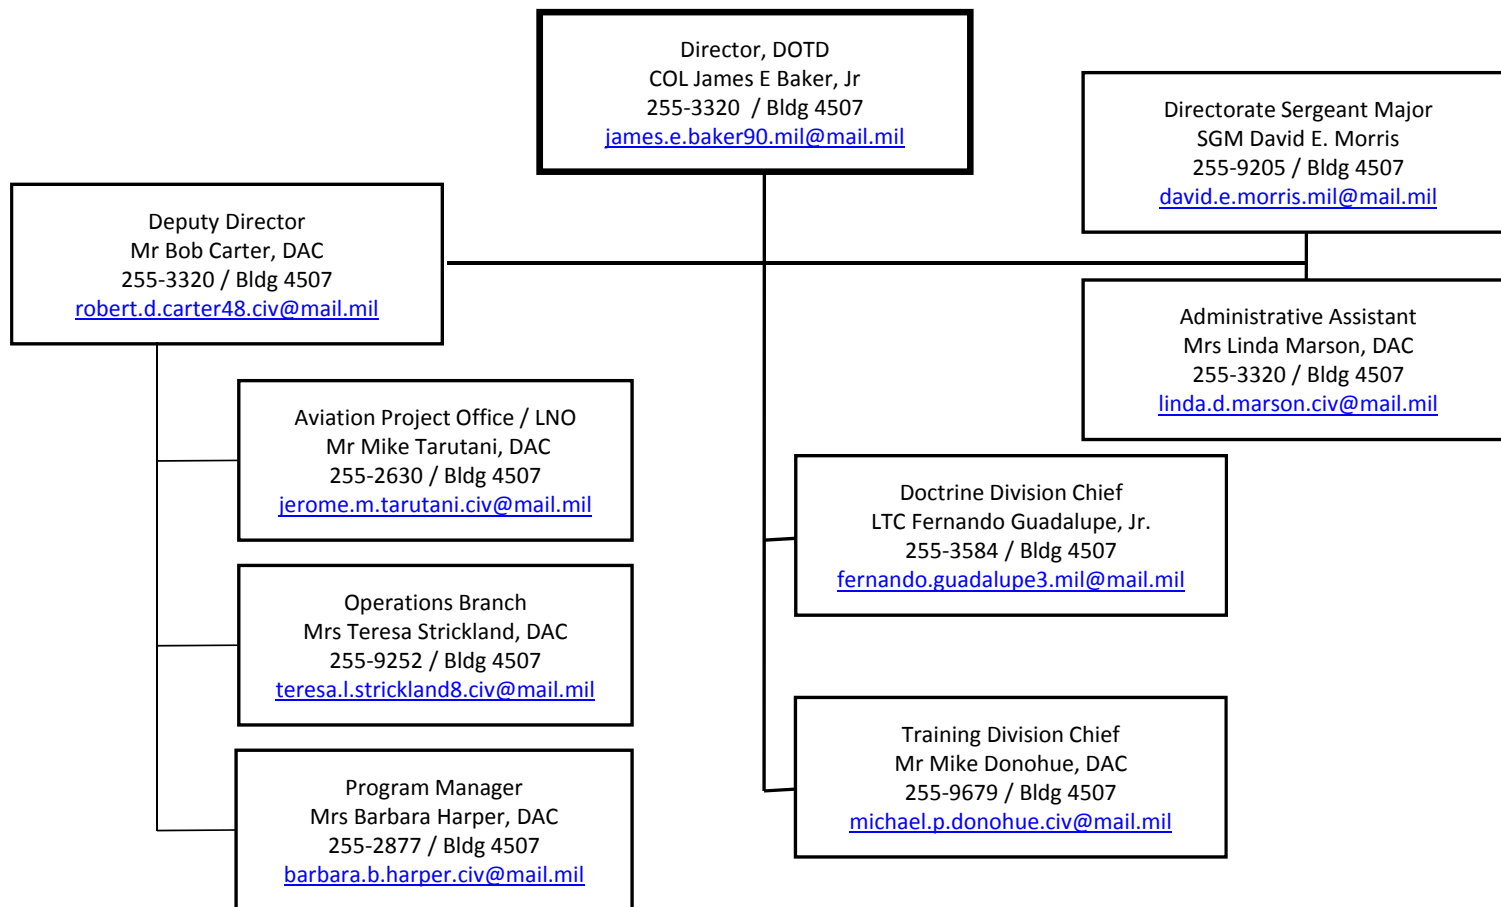 Director, DOTD
COL James E Baker, Jr
255-3320 / Bldg 4507
james.e.baker90.mil@mail.mil
Directorate Sergeant Major
SGM David E. Morris
255-9205 / Bldg 4507
david.e.morris.mil@mail.mil
Deputy Director
Mr Bob Carter, DAC
255-3320 / Bldg 4507
robert.d.carter48.civ@mail.mil
Administrative Assistant
Mrs Linda Marson, DAC
255-3320 / Bldg 4507
linda.d.marson.civ@mail.mil
Aviation Project Office / LNO
Mr Mike Tarutani, DAC
255-2630 / Bldg 4507
jerome.m.tarutani.civ@mail.mil
Doctrine Division Chief
LTC Fernando Guadalupe, Jr.
255-3584 / Bldg 4507
fernando.guadalupe3.mil@mail.mil
Operations Branch
Mrs Teresa Strickland, DAC
255-9252 / Bldg 4507
teresa.l.strickland8.civ@mail.mil
Training Division Chief
Mr Mike Donohue, DAC
255-9679 / Bldg 4507
michael.p.donohue.civ@mail.mil
Program Manager
Mrs Barbara Harper, DAC
255-2877 / Bldg 4507
barbara.b.harper.civ@mail.mil